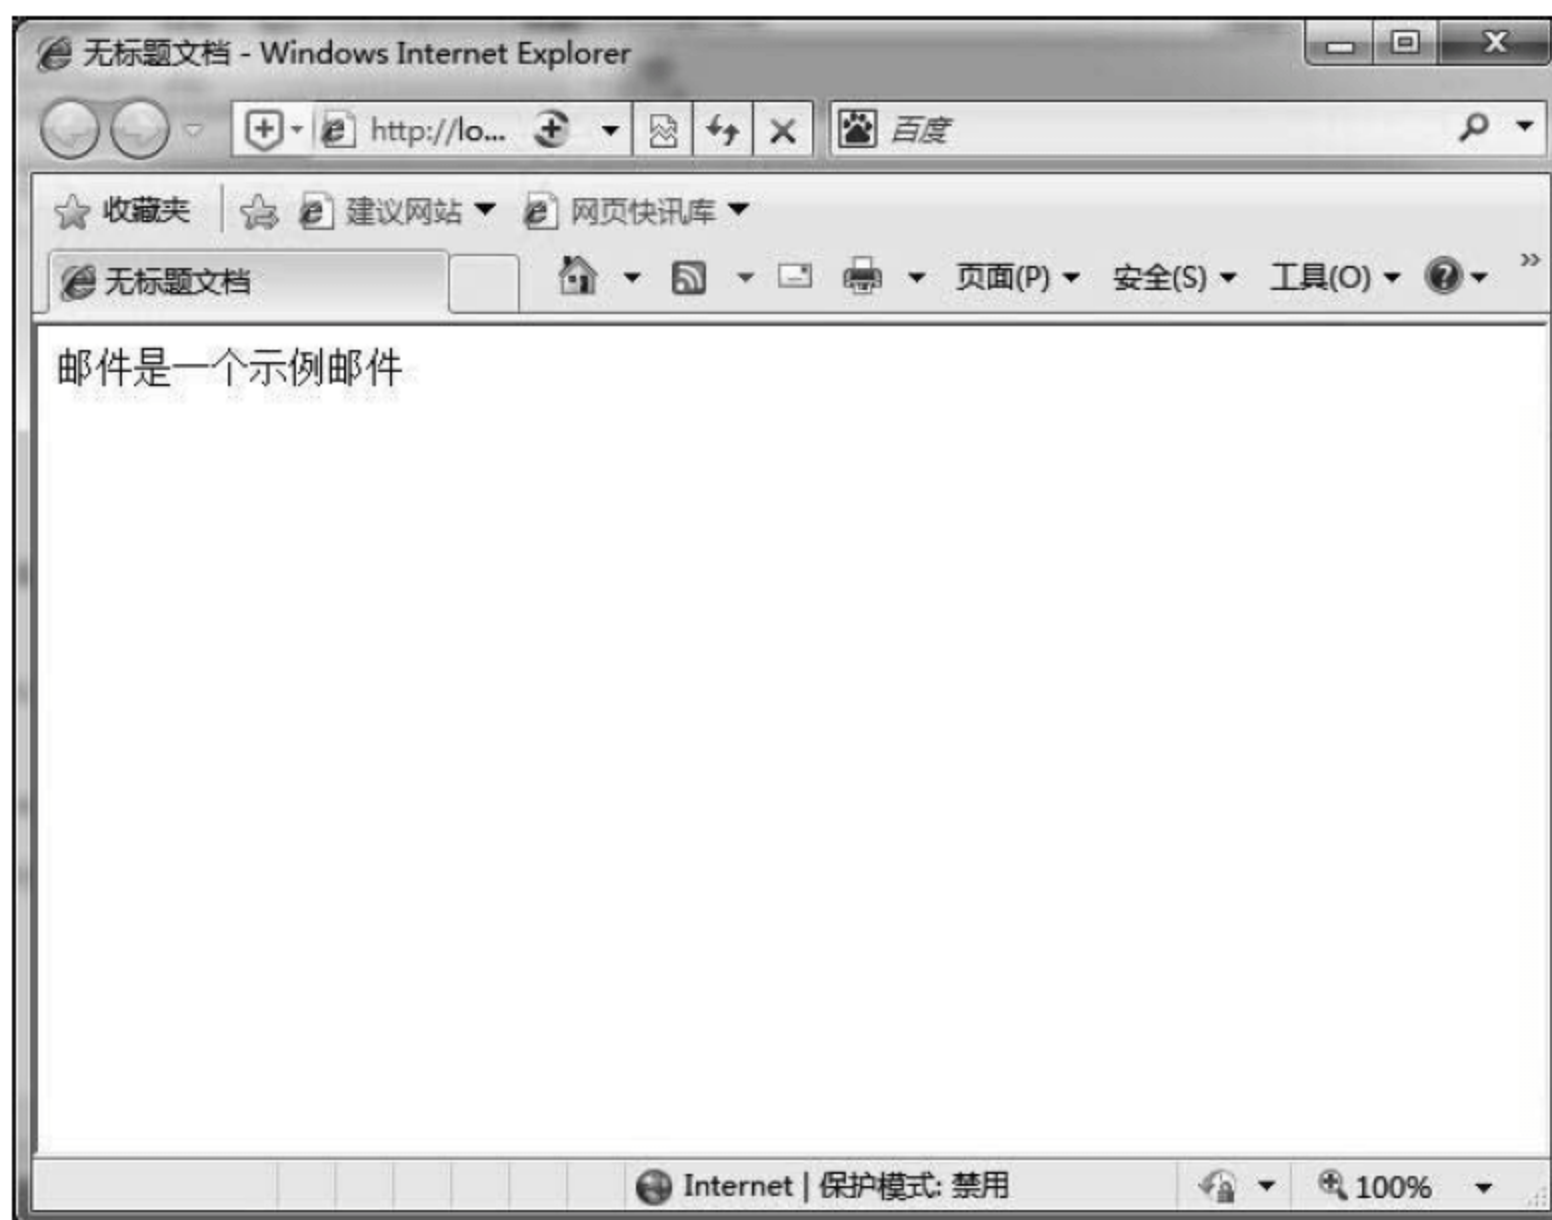 无标题文档 - Windows Internet Explorer
http://lo... 百度
收藏夹 建议网站 网页快讯库
无标题文档 页面(P) 安全(S) 工具(O) »
邮件是一个示例邮件
Internet | 保护模式: 禁用 100%